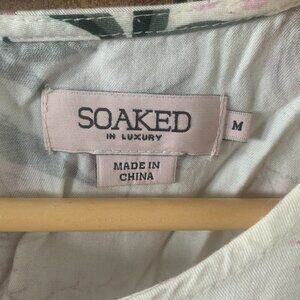 SOAKED
IN LUXURY
M
MADE IN
CHINA